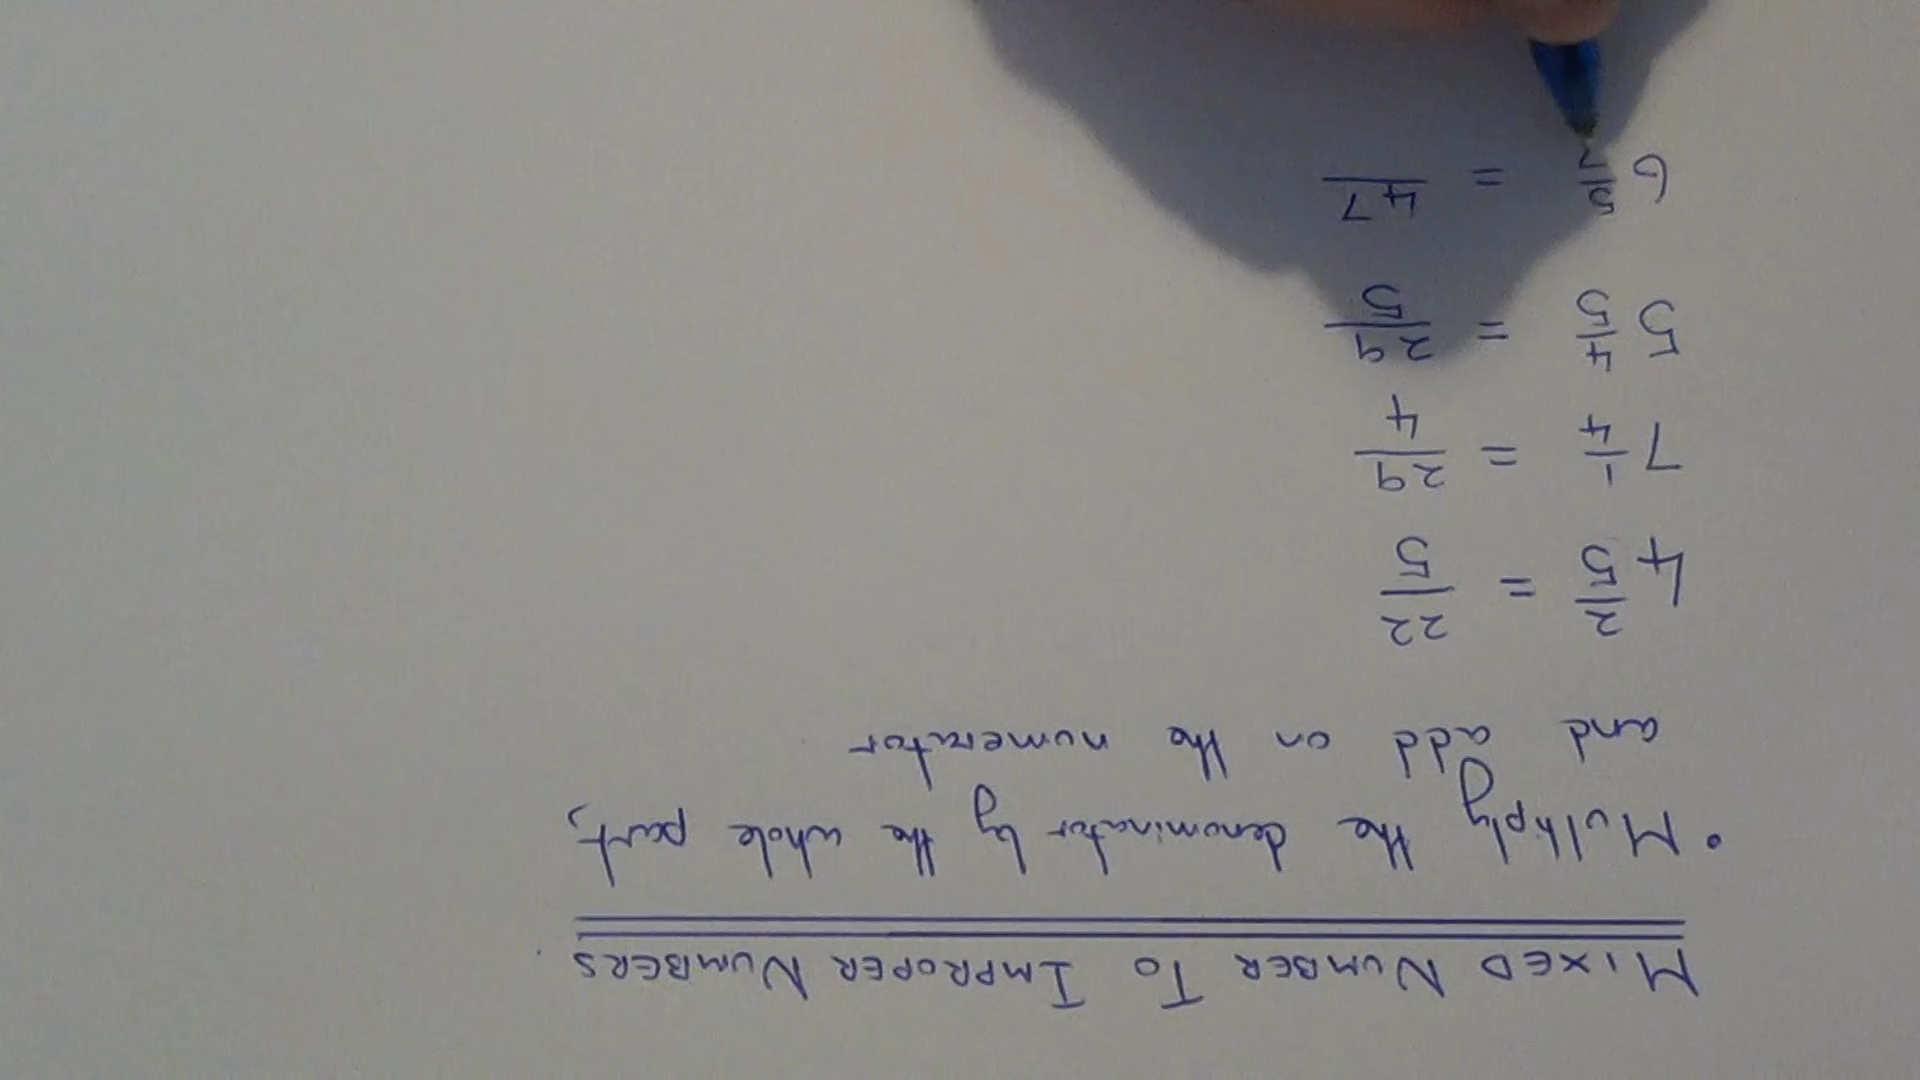 MIXED NUMBER TO IMPROPER NUMBERS
• Multiply the denominator by the whole part,
and add on the numerator
4 2/5 = 22/5
7 1/4 = 29/4
5 4/5 = 29/5
6 5/7 = 47